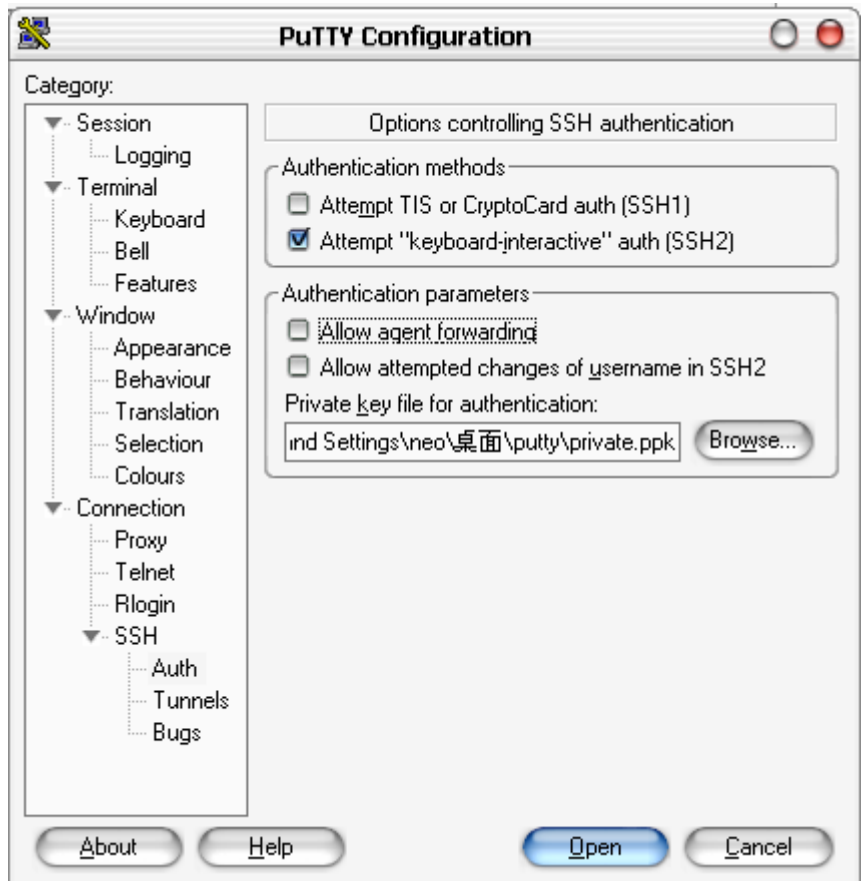 PuTTY Configuration
Category:
Session
Logging
Terminal
Keyboard
Bell
Features
Window
Appearance
Behaviour
Translation
Selection
Colours
Connection
Proxy
Telnet
Rlogin
SSH
Auth
Tunnels
Bugs
Options controlling SSH authentication
Authentication methods
Attempt TIS or CryptoCard auth (SSH1)
Attempt "keyboard-interactive" auth (SSH2)
Authentication parameters
Allow agent forwarding
Allow attempted changes of username in SSH2
Private key file for authentication:
ınd Settings\neo\桌面\putty\private.ppk
Browse...
About
Help
Open
Cancel